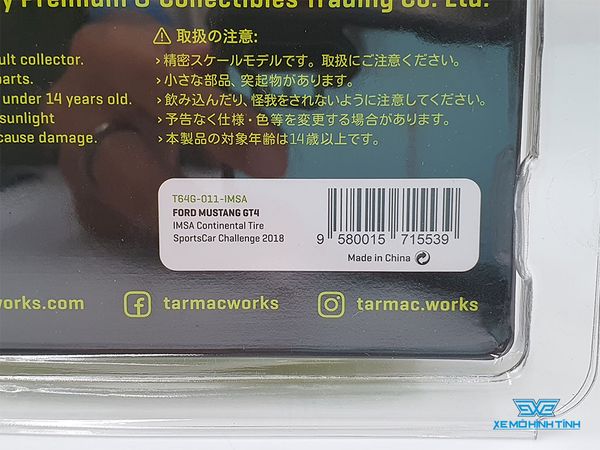 Premium & Collectibles Trading Co. Ltd.
⚠ 取扱の注意:
ult collector.
›精密スケールモデルです。取扱にご注意ください。
arts.
›小さな部品、突起物があります。
under 14 years old.
›飲み込んだり、怪我をされないように注意してください。
sunlight
›予告なく仕様・色等を変更する場合があります。
cause damage.
›本製品の対象年齢は14歳以上です。
T64G-011-IMSA
FORD MUSTANG GT4
IMSA Continental Tire
SportsCar Challenge 2018
9 580015 715539
Made in China
works.com
tarmacworks
tarmac.works
XEMOHINHTINH